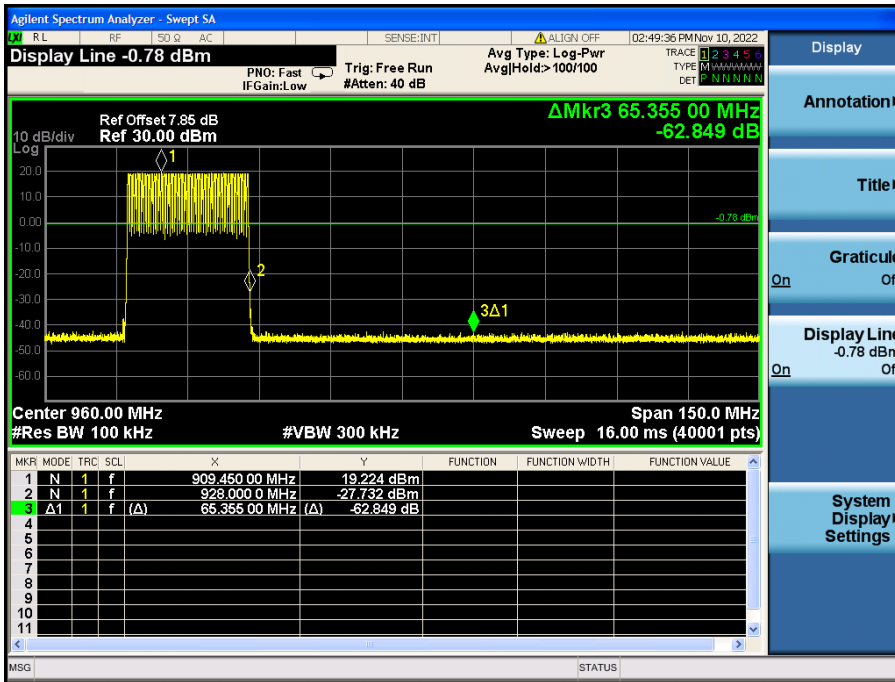 Agilent Spectrum Analyzer - Swept SA
LXI RL RF 50 Ω AC SENSE:INT ALIGN OFF 02:49:36 PM Nov 10, 2022
Display Line -0.78 dBm
PNO: Fast
IFGain:Low
Trig: Free Run
#Atten: 40 dB
Avg Type: Log-Pwr
Avg|Hold:>100/100
TRACE 1 2 3 4 5 6
TYPE M WWWWW
DET P N N N N N
Ref Offset 7.85 dB
Ref 30.00 dBm
10 dB/div
Log
ΔMkr3 65.355 00 MHz
-62.849 dB
1
20.0
10.0
0.00
-0.78 dBm
-10.0
-20.0
2
-30.0
3Δ1
-40.0
-50.0
-60.0
Center 960.00 MHz Span 150.0 MHz
#Res BW 100 kHz #VBW 300 kHz Sweep 16.00 ms (40001 pts)
MKR MODE TRC SCL X Y FUNCTION FUNCTION WIDTH FUNCTION VALUE
1 N 1 f 909.450 00 MHz 19.224 dBm
2 N 1 f 928.000 0 MHz -27.732 dBm
3 Δ1 1 f (Δ) 65.355 00 MHz (Δ) -62.849 dB
4
5
6
7
8
9
10
11
MSG STATUS
Display
Annotation
Title
Graticule
On Of
Display Line
-0.78 dBm
On Of
System
Display
Settings